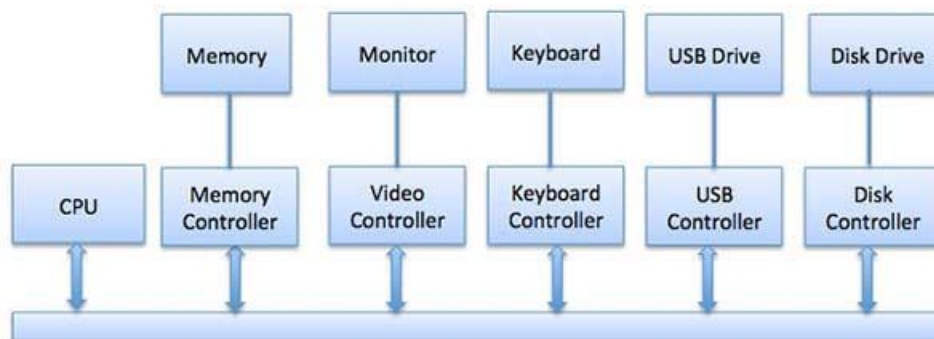 Memory
Monitor
Keyboard
USB Drive
Disk Drive
CPU
Memory
Controller
Video
Controller
Keyboard
Controller
USB
Controller
Disk
Controller